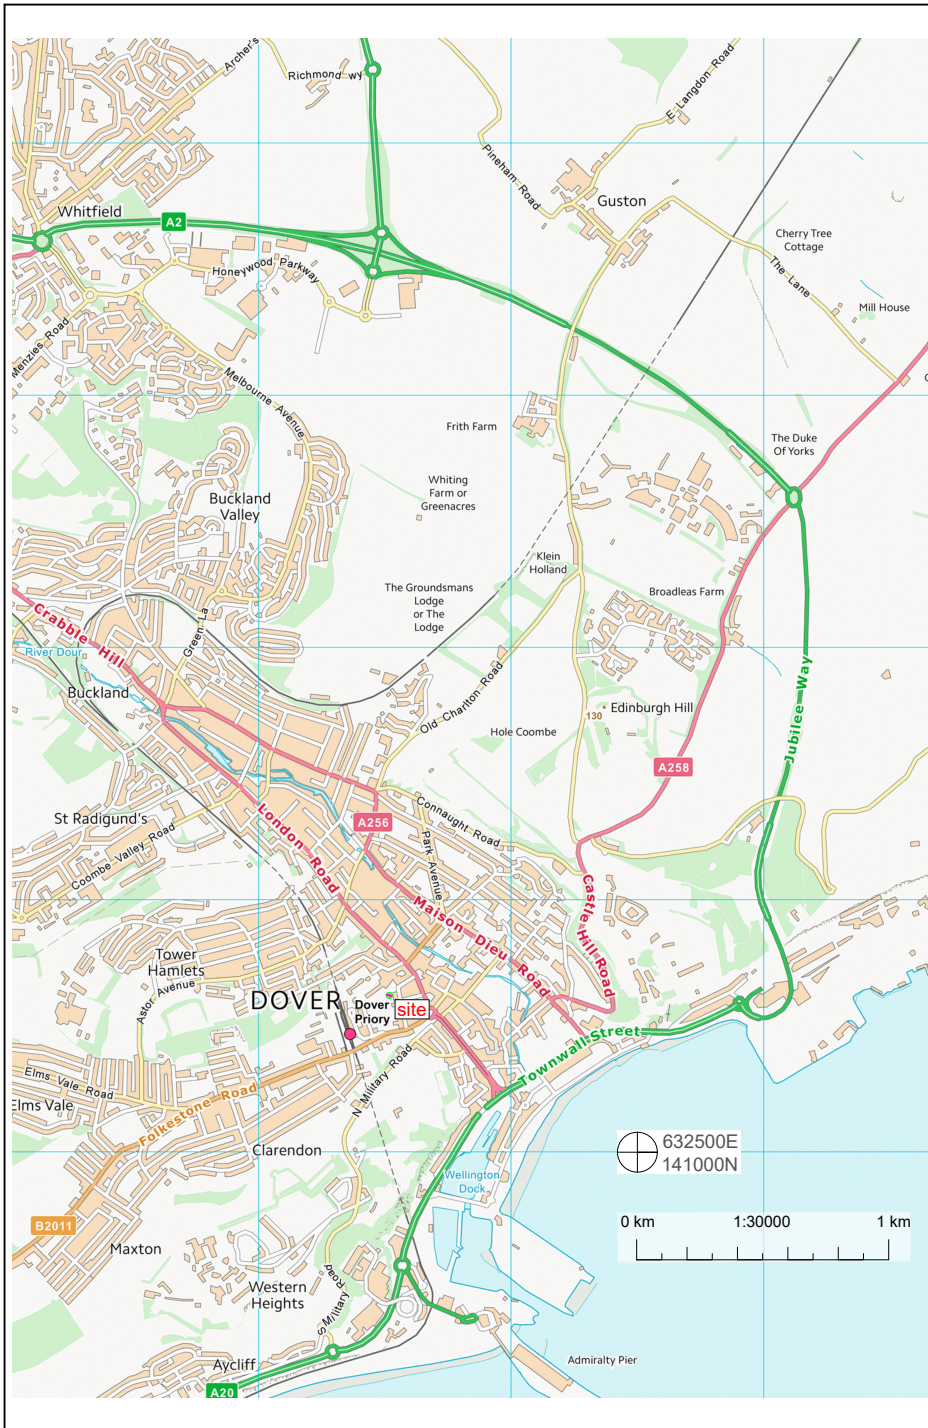 Archer's
Richmond wy
E Langdon Road
Pineham Road
Whitfield
A2
Guston
Cherry Tree
Cottage
Honeywood Parkway
The Lane
Mill House
Menzies Road
Melbourne Avenue
Frith Farm
The Duke
Of Yorks
Buckland
Valley
Whiting
Farm or
Greenacres
Klein
Holland
The Groundsmans
Lodge
or The
Lodge
Broadleas Farm
Crabble Hill
Green La
River Dour
Buckland
Old Charlton Road
130
Edinburgh Hill
Hole Coombe
Jubilee Way
A258
St Radigund's
A256
Connaught Road
London Road
Coombe Valley Road
Park Avenue
Castle Hill Road
Maison Dieu Road
Tower
Hamlets
Astor Avenue
DOVER
Dover
Priory
site
Townwall Street
Elms Vale Road
Elms Vale
Folkestone Road
N Military Road
Clarendon
632500E
141000N
Wellington
Dock
B2011
0 km
1:30000
1 km
Maxton
Western
Heights
S Military Road
Aycliff
Admiralty Pier
A20